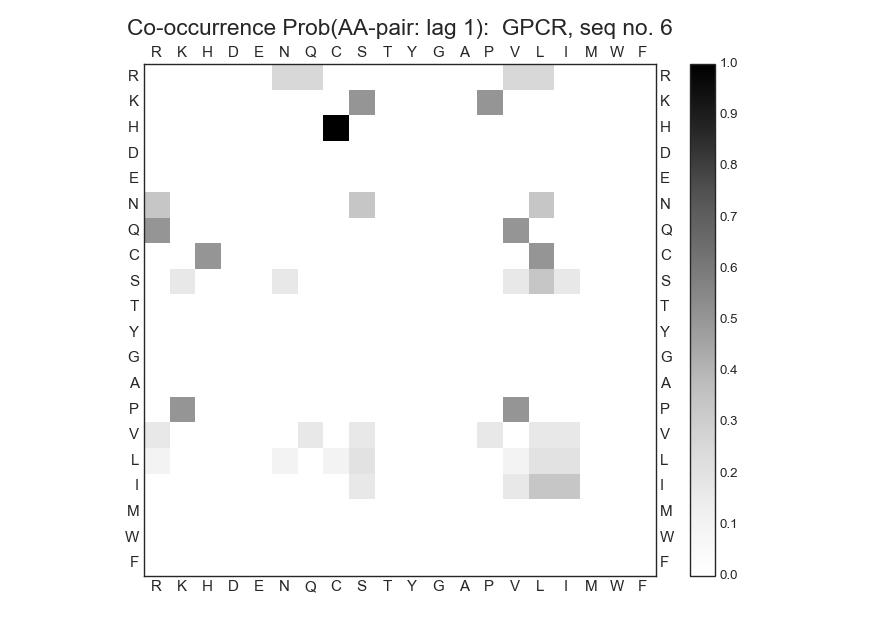 Co-occurrence Prob(AA-pair: lag 1):  GPCR, seq no. 6
R K H D E N Q C S T Y G A P V L I M W F
R R 1.0
K K 0.9
H H
D D 0.8
E E
N N 0.7
Q Q
C C 0.6
S S
T T 0.5
Y Y
G G 0.4
A A
P P 0.3
V V
L L 0.2
I I
M M 0.1
W W
F F 0.0
R K H D E N Q C S T Y G A P V L I M W F